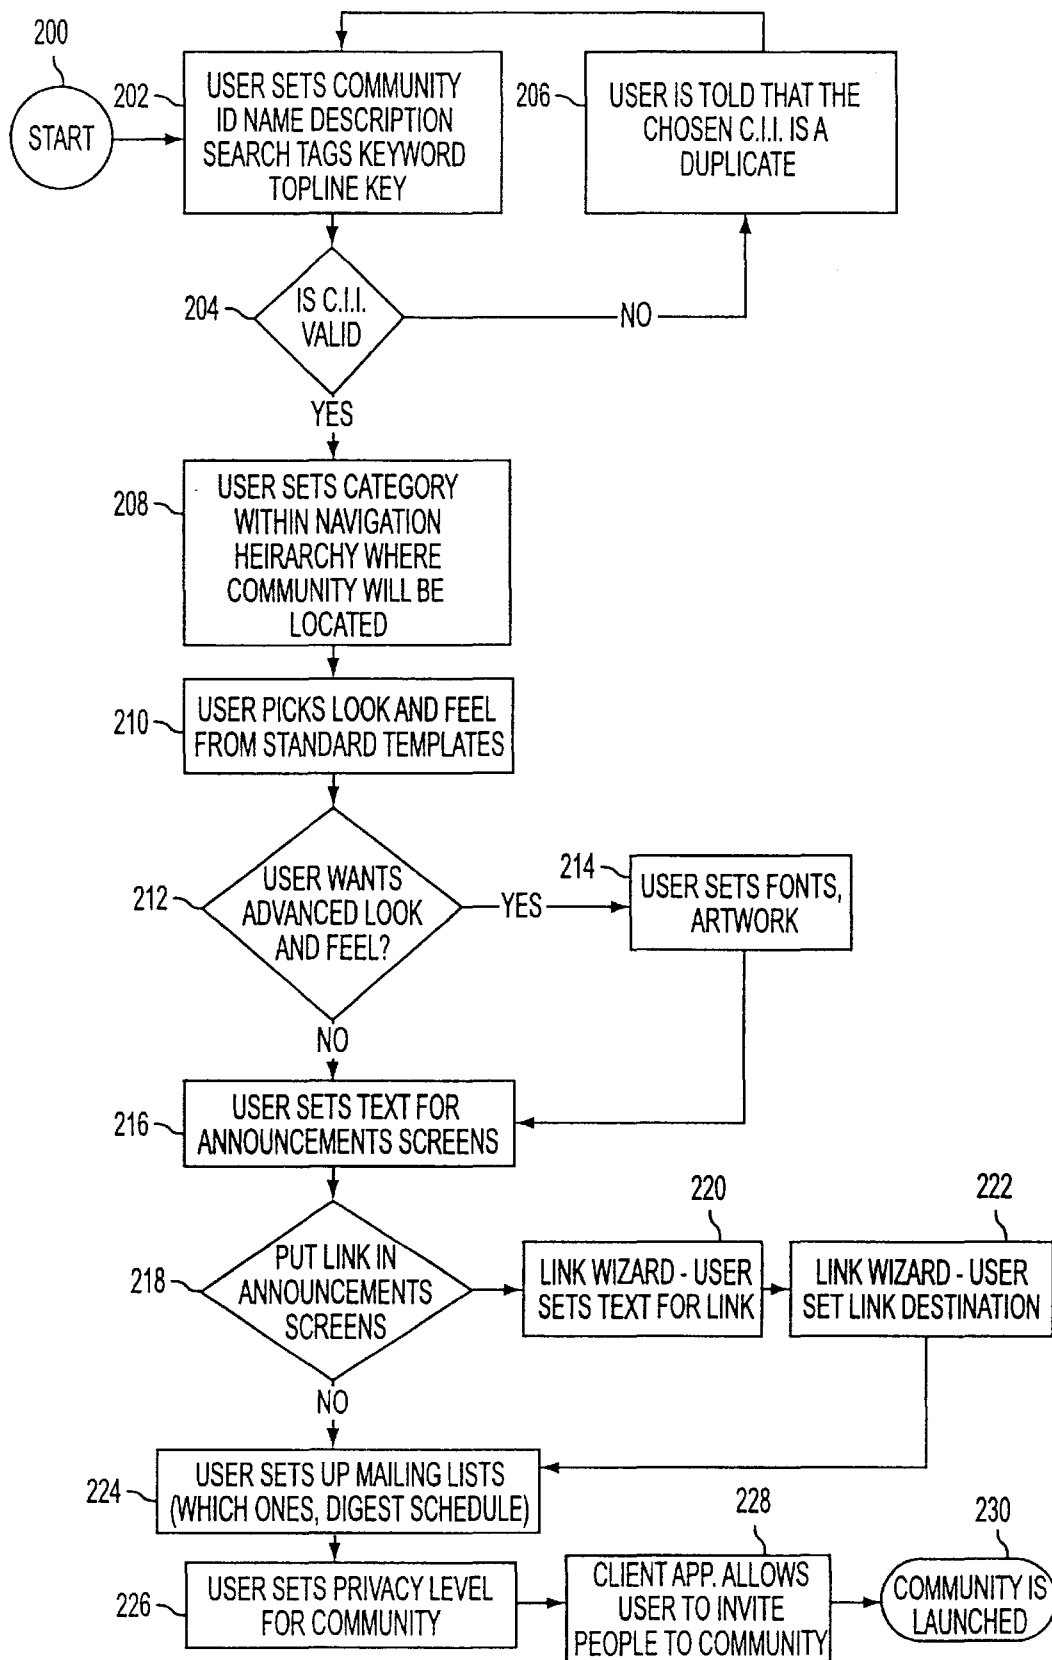 200
START
202
USER SETS COMMUNITY
ID NAME DESCRIPTION
SEARCH TAGS KEYWORD
TOPLINE KEY
206
USER IS TOLD THAT THE
CHOSEN C.I.I. IS A
DUPLICATE
204
IS C.I.I.
VALID
NO
YES
208
USER SETS CATEGORY
WITHIN NAVIGATION
HEIRARCHY WHERE
COMMUNITY WILL BE
LOCATED
210
USER PICKS LOOK AND FEEL
FROM STANDARD TEMPLATES
212
USER WANTS
ADVANCED LOOK
AND FEEL?
YES
214
USER SETS FONTS,
ARTWORK
NO
216
USER SETS TEXT FOR
ANNOUNCEMENTS SCREENS
218
PUT LINK IN
ANNOUNCEMENTS
SCREENS
220
LINK WIZARD - USER
SETS TEXT FOR LINK
222
LINK WIZARD - USER
SET LINK DESTINATION
NO
224
USER SETS UP MAILING LISTS
(WHICH ONES, DIGEST SCHEDULE)
226
USER SETS PRIVACY LEVEL
FOR COMMUNITY
228
CLIENT APP. ALLOWS
USER TO INVITE
PEOPLE TO COMMUNITY
230
COMMUNITY IS
LAUNCHED